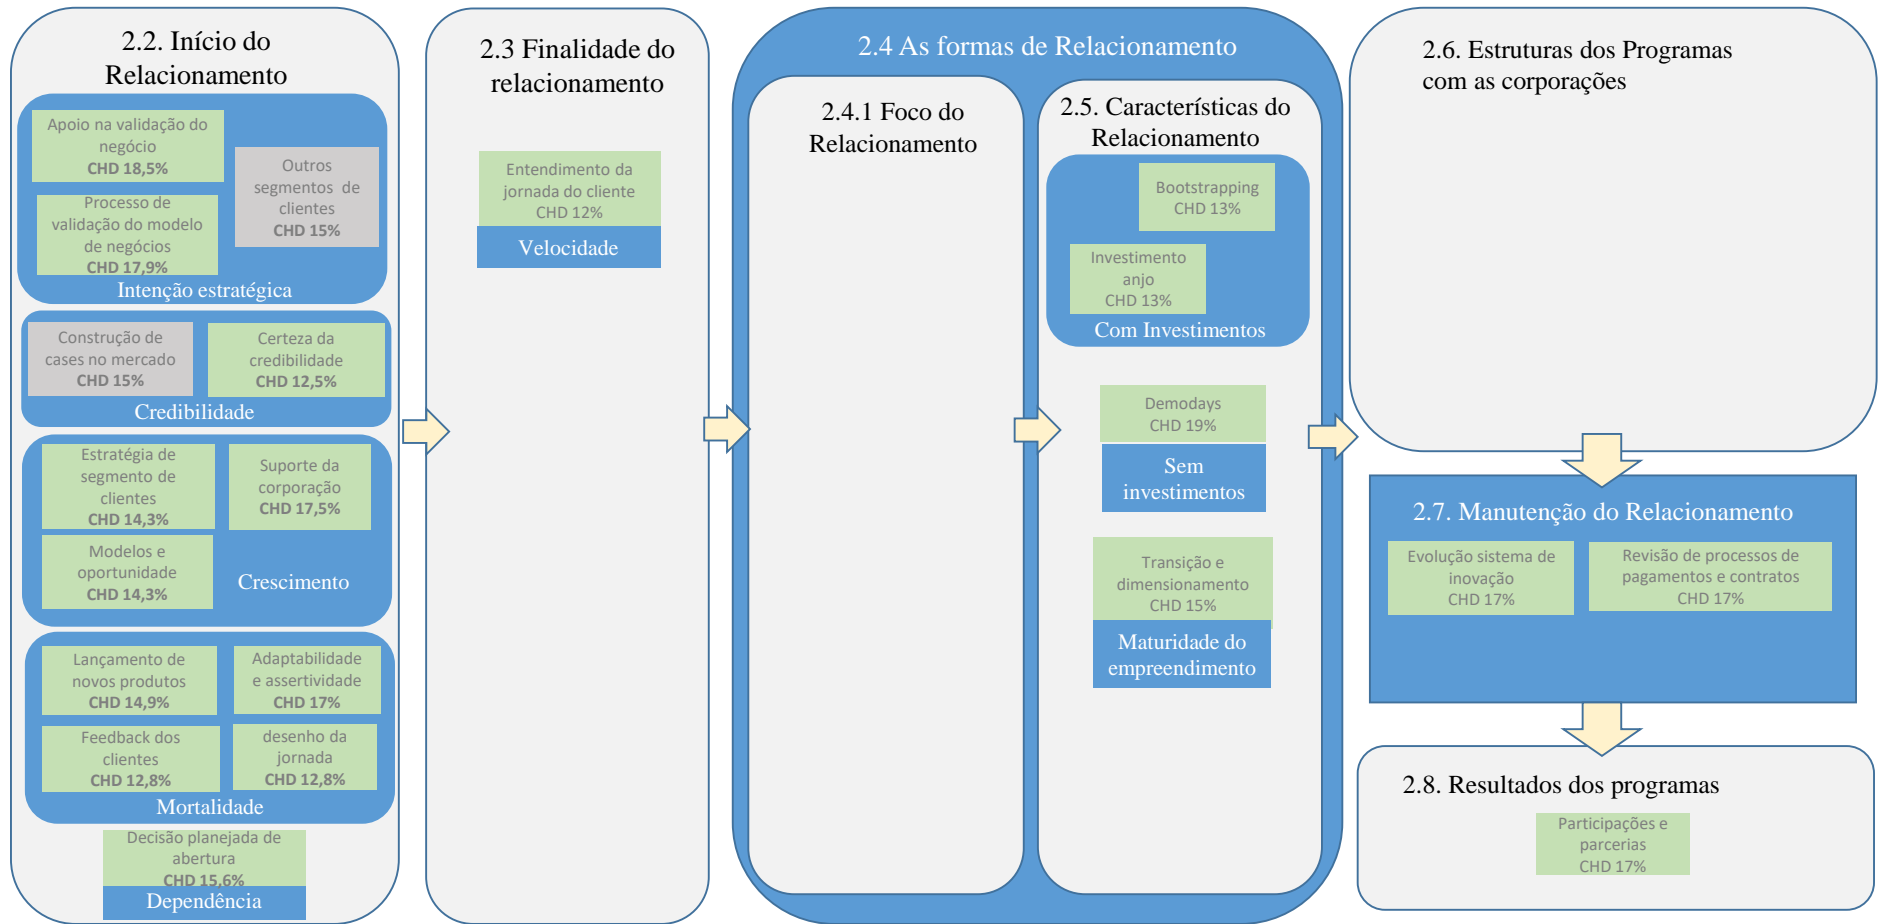 2.2. Início do
Relacionamento
Apoio na validação do
negócio
CHD 18,5%
Outros
segmentos de
clientes
CHD 15%
Processo de
validação do modelo
de negócios
CHD 17,9%
Intenção estratégica
Construção de
cases no mercado
CHD 15%
Certeza da
credibilidade
CHD 12,5%
Credibilidade
Estratégia de
segmento de
clientes
CHD 14,3%
Suporte da
corporação
CHD 17,5%
Modelos e
oportunidade
CHD 14,3%
Crescimento
Lançamento de
novos produtos
CHD 14,9%
Adaptabilidade
e assertividade
CHD 17%
Feedback dos
clientes
CHD 12,8%
desenho da
jornada
CHD 12,8%
Mortalidade
Decisão planejada de
abertura
CHD 15,6%
Dependência
2.3 Finalidade do
relacionamento
Entendimento da
jornada do cliente
CHD 12%
Velocidade
2.4 As formas de Relacionamento
2.4.1 Foco do
Relacionamento
2.5. Características do
Relacionamento
Bootstrapping
CHD 13%
Investimento
anjo
CHD 13%
Com Investimentos
Demodays
CHD 19%
Sem
investimentos
Transição e
dimensionamento
CHD 15%
Maturidade do
empreendimento
2.6. Estruturas dos Programas
com as corporações
2.7. Manutenção do Relacionamento
Evolução sistema de
inovação
CHD 17%
Revisão de processos de
pagamentos e contratos
CHD 17%
2.8. Resultados dos programas
Participações e
parcerias
CHD 17%